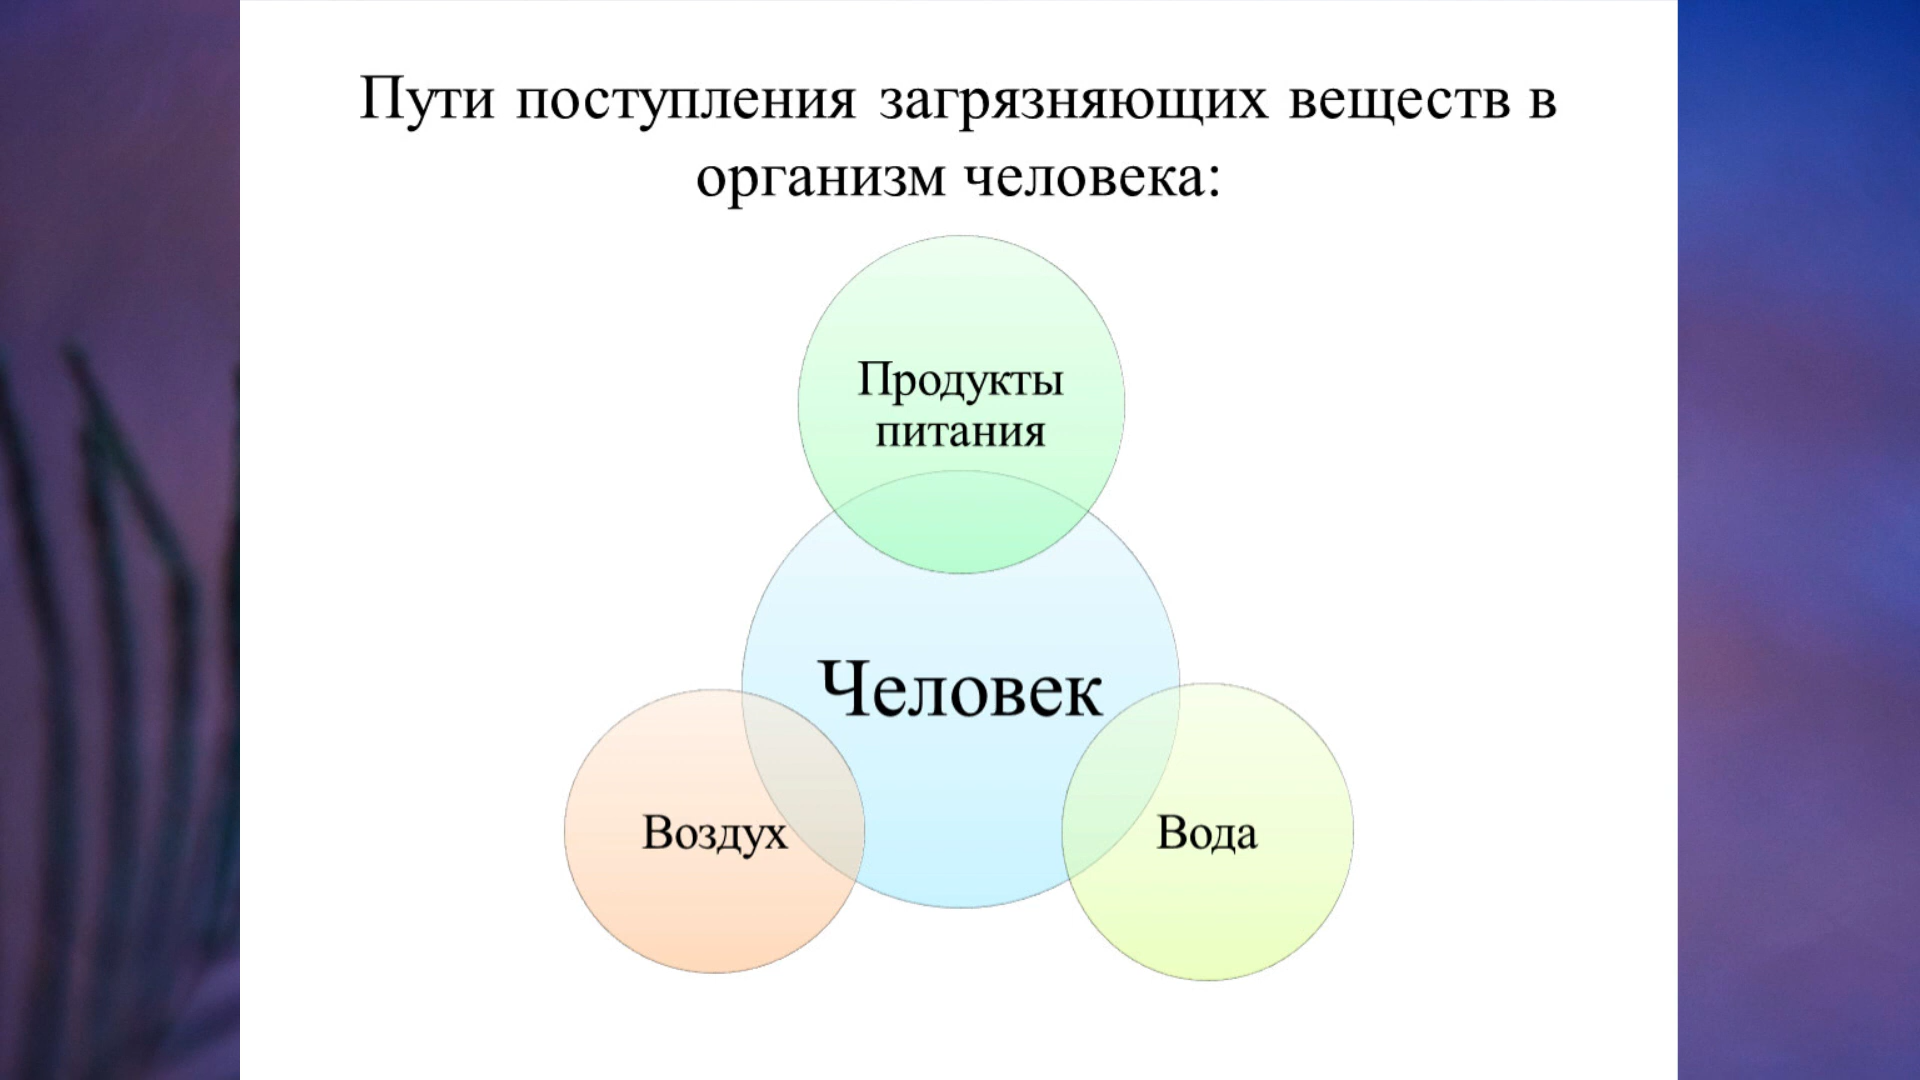 Пути поступления загрязняющих веществ в
организм человека:
Продукты
питания
Человек
Воздух
Вода